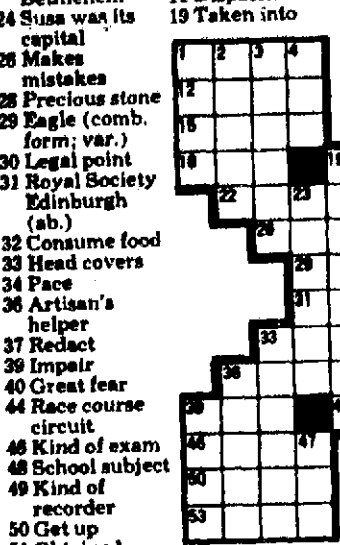 24 Susa was its
capital
26 Makes
mistakes
28 Precious stone
29 Eagle (comb.
form; var.)
30 Legal point
31 Royal Society
Edinburgh
(ab.)
32 Consume food
33 Head covers
34 Pace
36 Artisan's
helper
37 Redact
39 Impair
40 Great fear
44 Race course
circuit
46 Kind of exam
48 School subject
49 Kind of
recorder
50 Get up
19 Taken into
1 2 3 4
12
15
18
22 23
29
31
33
36
39
46 47
50
53